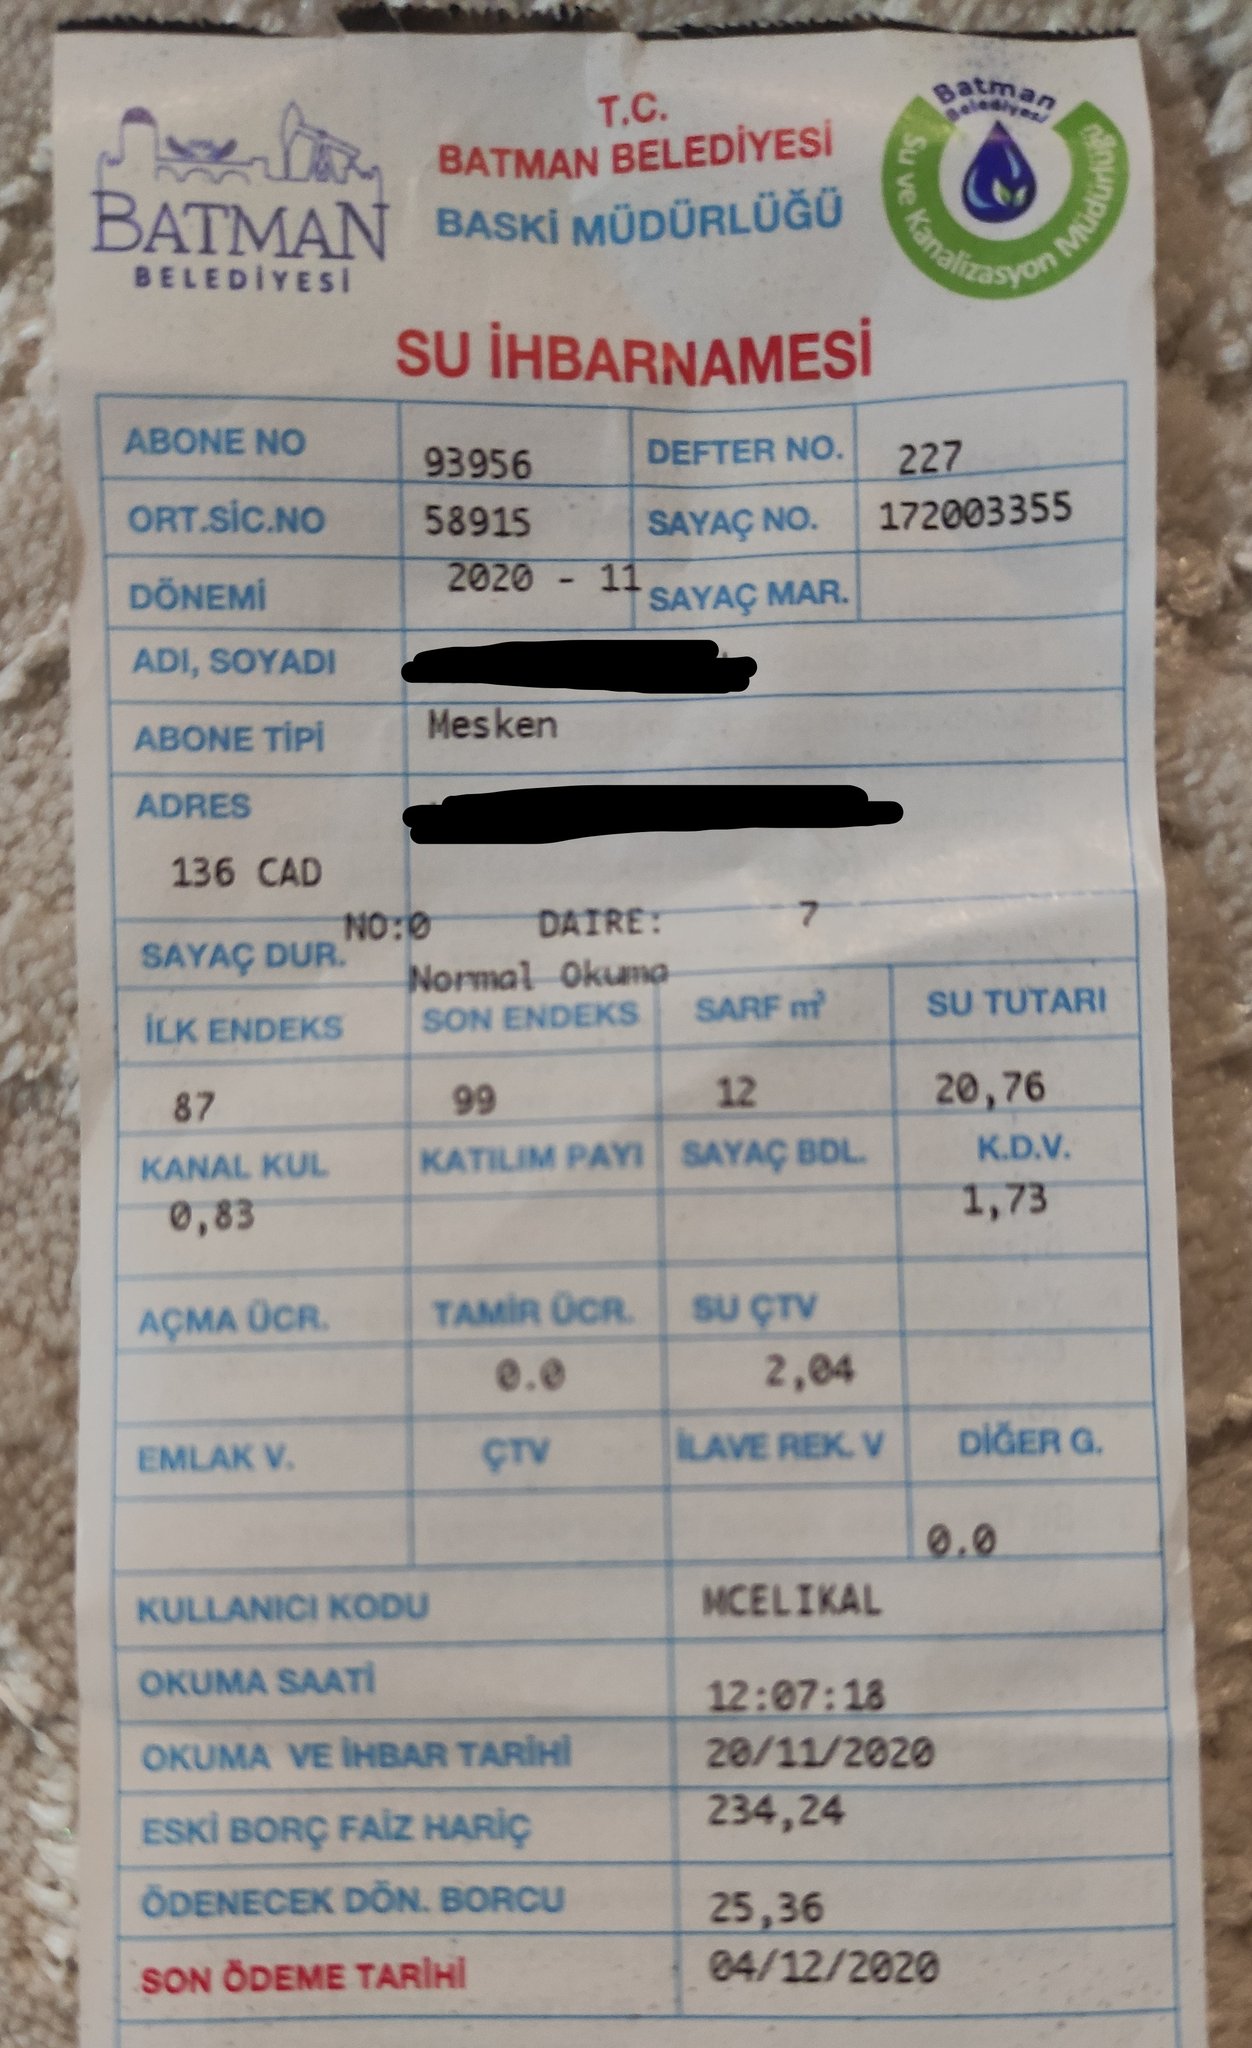 BATMAN
BELEDİYESİ
T.C.
BATMAN BELEDİYESİ
BASKİ MÜDÜRLÜĞÜ
Batman
Belediyesi
Su ve Kanalizasyon Müdürlüğü
SU İHBARNAMESİ
ABONE NO 93956 DEFTER NO. 227
ORT.SİC.NO 58915 SAYAÇ NO. 172003355
DÖNEMİ 2020 - 11 SAYAÇ MAR.
ADI, SOYADI
ABONE TİPİ Mesken
ADRES
136 CAD
NO:0 DAIRE: 7
SAYAÇ DUR. Normal Okuma
İLK ENDEKS SON ENDEKS SARF m³ SU TUTARI
87 99 12 20,76
KANAL KUL KATILIM PAYI SAYAÇ BDL. K.D.V.
0,83 1,73
AÇMA ÜCR. TAMİR ÜCR. SU ÇTV
0.0 2,04
EMLAK V. ÇTV İLAVE REK. V DİĞER G.
0.0
KULLANICI KODU MCELIKAL
OKUMA SAATİ 12:07:18
OKUMA VE İHBAR TARİHİ 20/11/2020
ESKİ BORÇ FAİZ HARİÇ 234,24
ÖDENECEK DÖN. BORCU 25,36
SON ÖDEME TARİHİ 04/12/2020